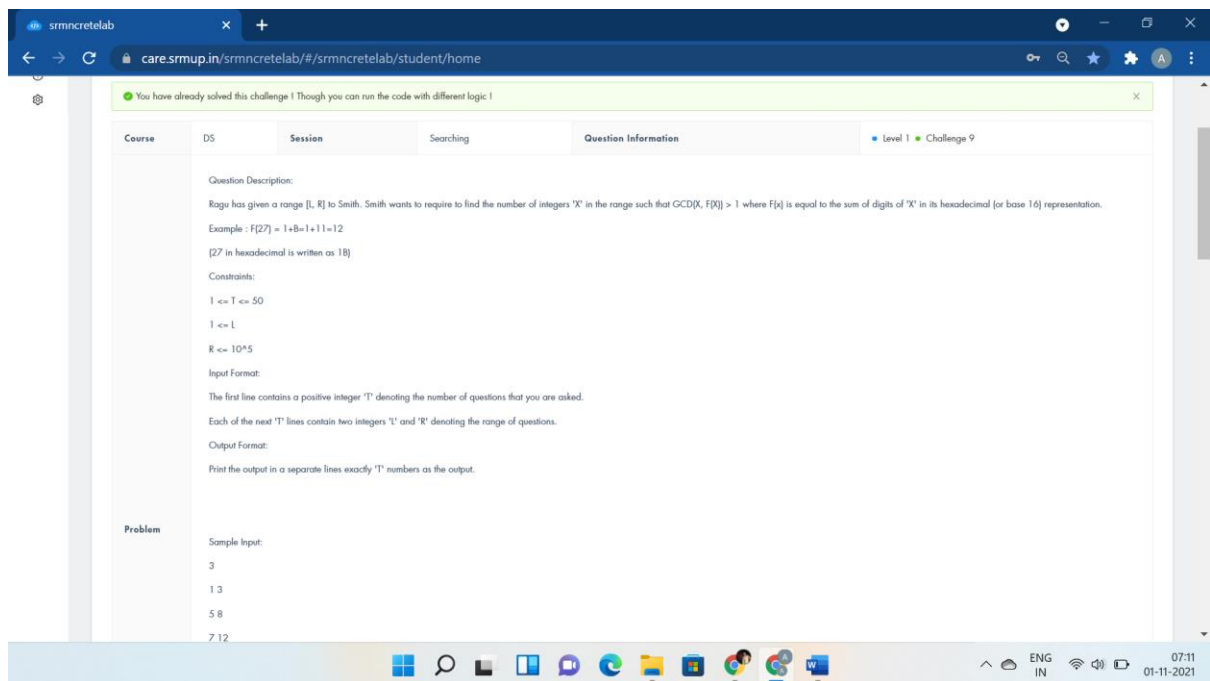 srmncretelab
care.srmup.in/srmncretelab/#/srmncretelab/student/home
A
You have already solved this challenge ! Though you can run the code with different logic !
Course DS Session Searching Question Information Level 1 Challenge 9
Question Description:
Ragu has given a range [L, R] to Smith. Smith wants to require to find the number of integers 'X' in the range such that GCD(X, F(X)) > 1 where F(x) is equal to the sum of digits of 'X' in its hexadecimal (or base 16) representation.
Example : F(27) = 1+B=1+11=12
(27 in hexadecimal is written as 1B)
Constraints:
1 <= T <= 50
1 <= L
R <= 10^5
Input Format:
The first line contains a positive integer 'T' denoting the number of questions that you are asked.
Each of the next 'T' lines contain two integers 'L' and 'R' denoting the range of questions.
Output Format:
Print the output in a separate lines exactly 'T' numbers as the output.
Problem
Sample Input:
3
1 3
5 8
7 12
ENG
IN
07:11
01-11-2021